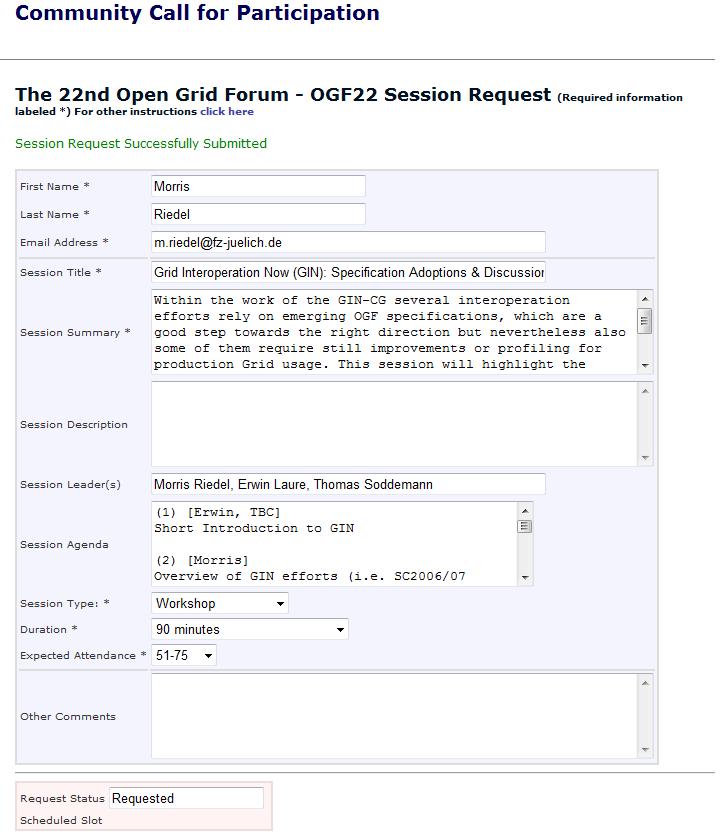 Community Call for Participation
The 22nd Open Grid Forum - OGF22 Session Request (Required information
labeled *) For other instructions click here
Session Request Successfully Submitted
First Name * Morris
Last Name * Riedel
Email Address * m.riedel@fz-juelich.de
Session Title * Grid Interoperation Now (GIN): Specification Adoptions & Discussion
Session Summary * Within the work of the GIN-CG several interoperation
efforts rely on emerging OGF specifications, which are a
good step towards the right direction but nevertheless also
some of them require still improvements or profiling for
production Grid usage. This session will highlight the
Session Description
Session Leader(s) Morris Riedel, Erwin Laure, Thomas Soddemann
Session Agenda (1) [Erwin, TBC]
Short Introduction to GIN
(2) [Morris]
Overview of GIN efforts (i.e. SC2006/07
Session Type: * Workshop
Duration * 90 minutes
Expected Attendance * 51-75
Other Comments
Request Status Requested
Scheduled Slot